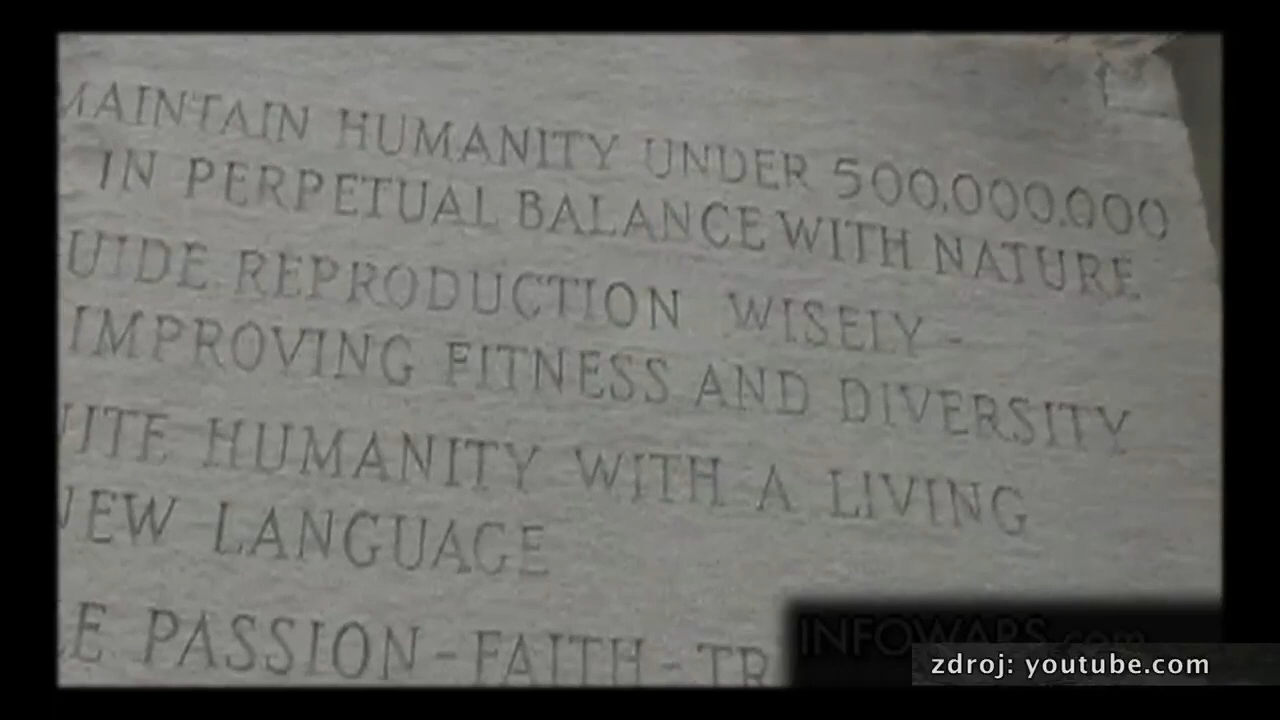 MAINTAIN HUMANITY UNDER 500,000,000
IN PERPETUAL BALANCE WITH NATURE
UIDE REPRODUCTION WISELY -
IMPROVING FITNESS AND DIVERSITY
NITE HUMANITY WITH A LIVING
NEW LANGUAGE
E PASSION - FAITH - TR
INFOWARS.com
zdroj: youtube.com